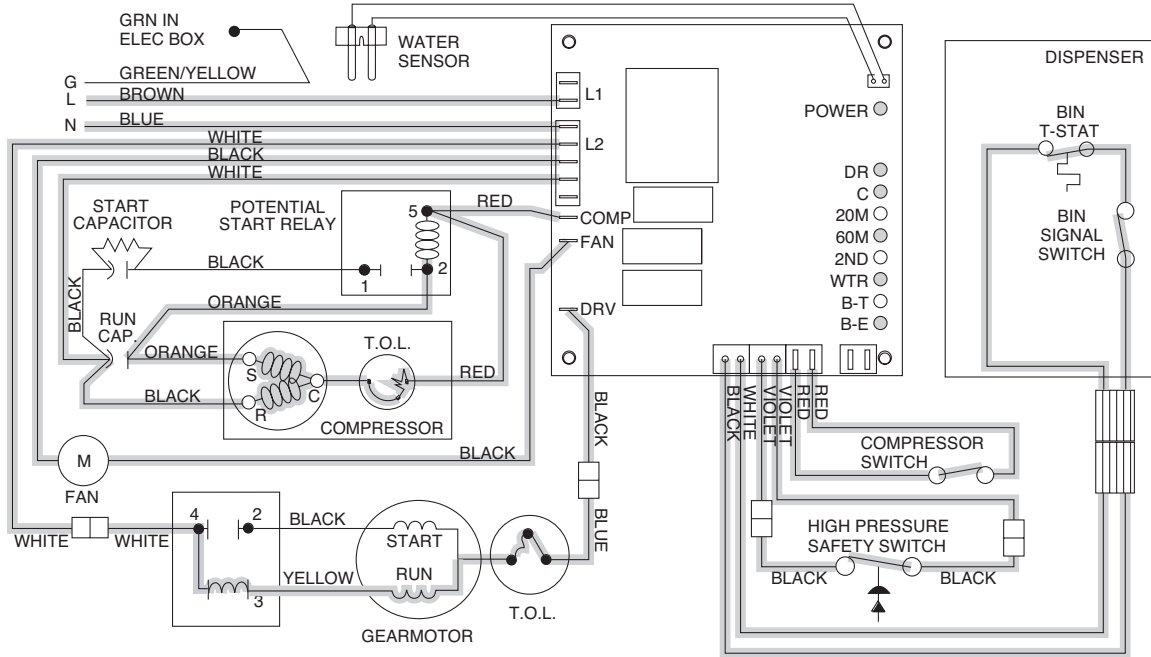 GRN IN
ELEC BOX
WATER
SENSOR
DISPENSER
G
GREEN/YELLOW
L
BROWN
L1
POWER
N
BLUE
WHITE
L2
BLACK
WHITE
BIN
T-STAT
DR
C
20M
60M
2ND
WTR
B-T
B-E
BIN
SIGNAL
SWITCH
START
CAPACITOR
POTENTIAL
START RELAY
5
RED
COMP
FAN
BLACK
1
2
ORANGE
DRV
BLACK
RUN
CAP.
ORANGE
S
T.O.L.
C
RED
BLACK
R
COMPRESSOR
BLACK
WHITE
VIOLET
VIOLET
RED
RED
BLACK
COMPRESSOR
SWITCH
M
BLACK
FAN
4
2
BLACK
START
BLUE
HIGH PRESSURE
SAFETY SWITCH
WHITE
WHITE
YELLOW
RUN
3
BLACK
BLACK
T.O.L.
GEARMOTOR